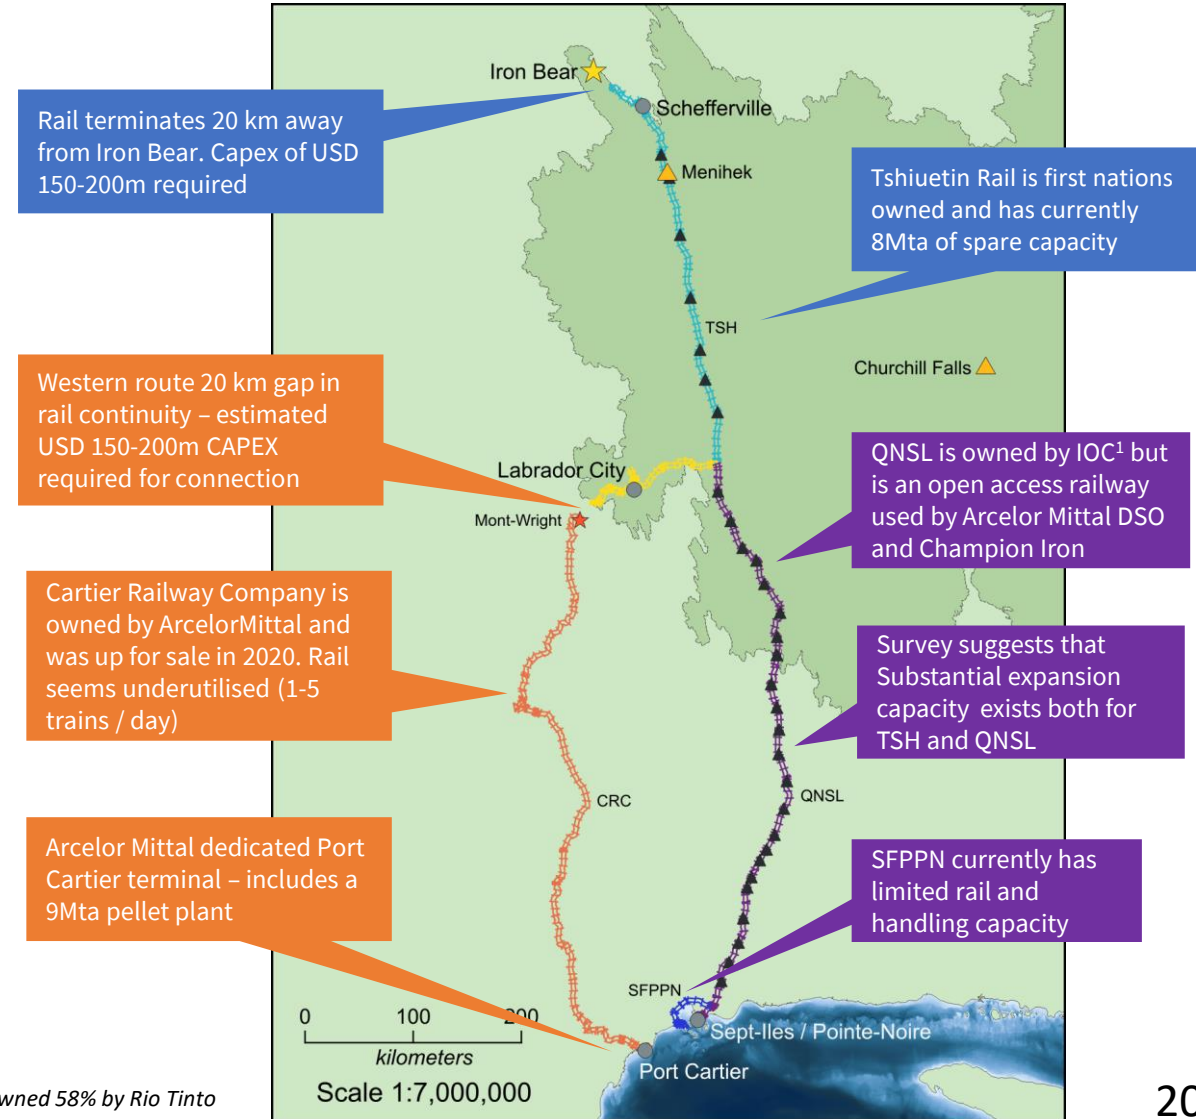 Iron Bear
Schefferville
Rail terminates 20 km away
from Iron Bear. Capex of USD
150-200m required
Menihek
Tshiuetin Rail is first nations
owned and has currently
8Mta of spare capacity
TSH
Churchill Falls
Western route 20 km gap in
rail continuity – estimated
USD 150-200m CAPEX
required for connection
Labrador City
Mont-Wright
QNSL is owned by IOC¹ but
is an open access railway
used by Arcelor Mittal DSO
and Champion Iron
Cartier Railway Company is
owned by ArcelorMittal and
was up for sale in 2020. Rail
seems underutilised (1-5
trains / day)
Survey suggests that
Substantial expansion
capacity exists both for
TSH and QNSL
CRC
QNSL
Arcelor Mittal dedicated Port
Cartier terminal – includes a
9Mta pellet plant
SFPPN currently has
limited rail and
handling capacity
SFPPN
0 100 200
kilometers
Scale 1:7,000,000
Sept-Iles / Pointe-Noire
Port Cartier
58% by Rio Tinto
20